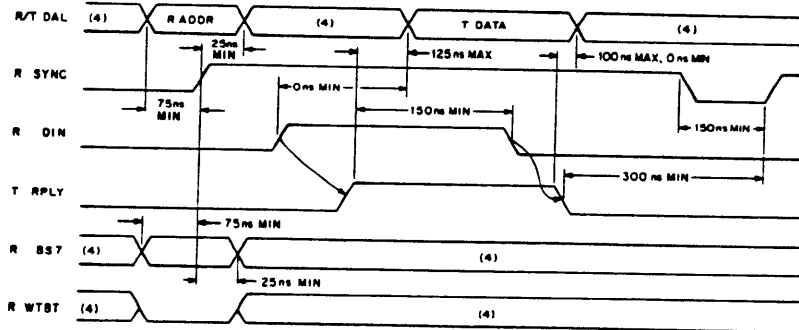 R/T DAL (4) R ADDR (4) T DATA (4)
25ns MIN
125ns MAX
100ns MAX, 0ns MIN
R SYNC
0ns MIN
75ns MIN
150ns MIN
150ns MIN
R DIN
300 ns MIN
T RPLY
75ns MIN
R BS7 (4) (4)
25ns MIN
R WTBT (4) (4)